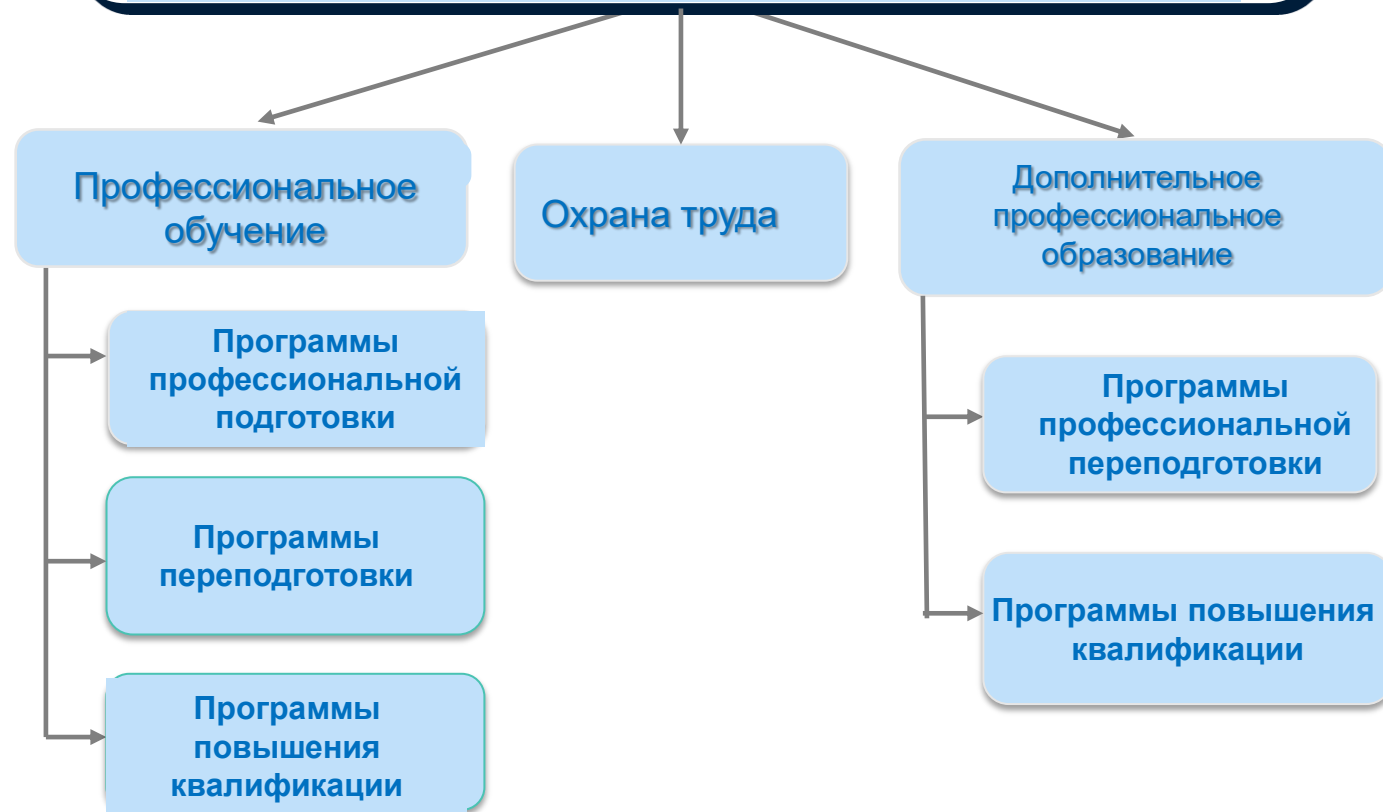 Профессиональное
обучение
Охрана труда
Дополнительное
профессиональное
образование
Программы
профессиональной
подготовки
Программы
переподготовки
Программы
повышения
квалификации
Программы
профессиональной
переподготовки
Программы повышения
квалификации